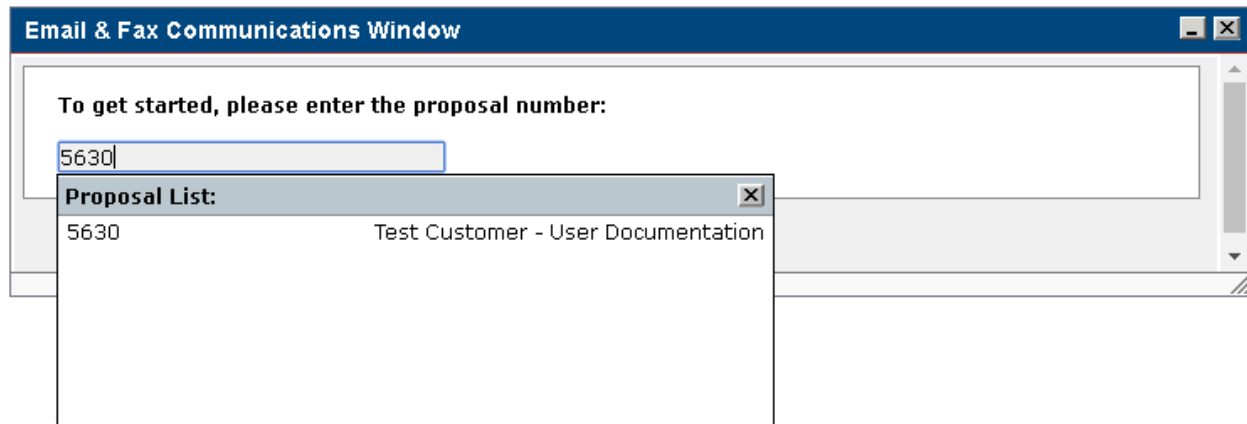 Email & Fax Communications Window
To get started, please enter the proposal number:
5630
Proposal List:
5630 Test Customer - User Documentation